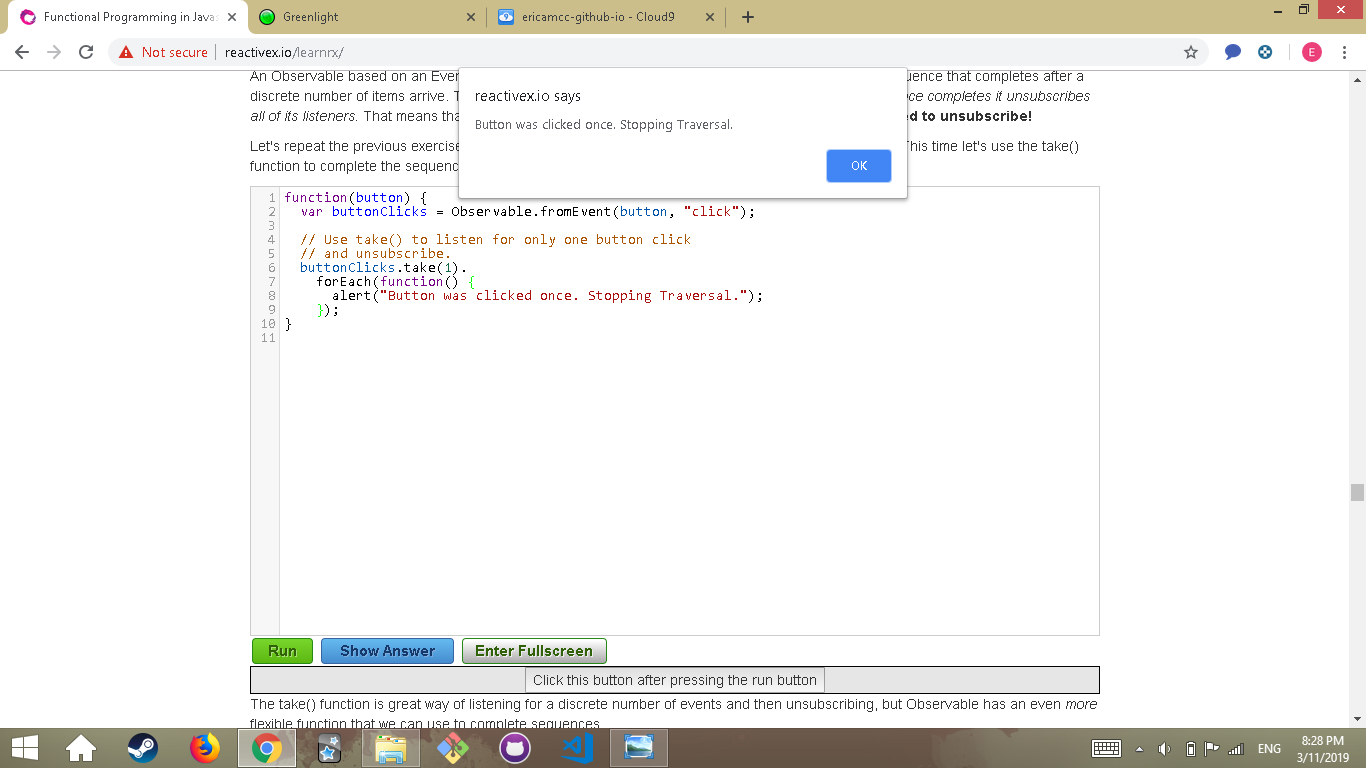 Functional Programming in Javas
Greenlight
ericamcc-github-io - Cloud9
Not secure
reactivex.io/learnrx/
E
An Observable based on an Even
uence that completes after a
discrete number of items arrive. T
nce completes it unsubscribes
all of its listeners. That means tha
ed to unsubscribe!
Let's repeat the previous exercise
This time let's use the take()
function to complete the sequenc
reactivex.io says
Button was clicked once. Stopping Traversal.
OK
1 function(button) {
2 var buttonClicks = Observable.fromEvent(button, "click");
3
4 // Use take() to listen for only one button click
5 // and unsubscribe.
6 buttonClicks.take(1).
7 forEach(function() {
8 alert("Button was clicked once. Stopping Traversal.");
9 });
10 }
11
Run Show Answer Enter Fullscreen
Click this button after pressing the run button
The take() function is great way of listening for a discrete number of events and then unsubscribing, but Observable has an even more
flexible function that we can use to complete sequences
ENG
8:28 PM
3/11/2019